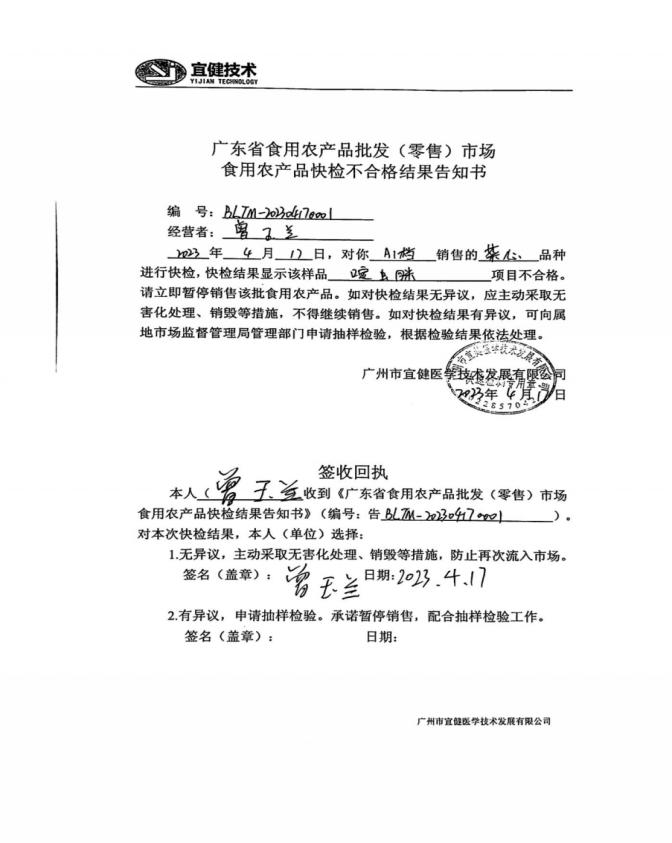 宜健技术
YIJIAN TECHNOLOGY
广东省食用农产品批发（零售）市场
食用农产品快检不合格结果告知书
编 号：BLTM-202304170001
经营者：曾玉兰
2023 年 4 月 17 日，对你 A1档 销售的 菜心 品种
进行快检，快检结果显示该样品 啶虫脒 项目不合格。
请立即暂停销售该批食用农产品。如对快检结果无异议，应主动采取无
害化处理、销毁等措施，不得继续销售。如对快检结果有异议，可向属
地市场监督管理局管理部门申请抽样检验，根据检验结果依法处理。
广州市宜健医学技术发展有限公司
快速检测专用章
2023年 4 月 17 日
签收回执
本人（ 曾玉兰 收到《广东省食用农产品批发（零售）市场
食用农产品快检不合格结果告知书》（编号：告 BLTM-202304170001 ）。
对本次快检结果，本人（单位）选择：
1.无异议，主动采取无害化处理、销毁等措施，防止再次流入市场。
签名（盖章）：曾玉兰 日期：2023.4.17
2.有异议，申请抽样检验。承诺暂停销售，配合抽样检验工作。
签名（盖章）： 日期：
广州市宜健医学技术发展有限公司